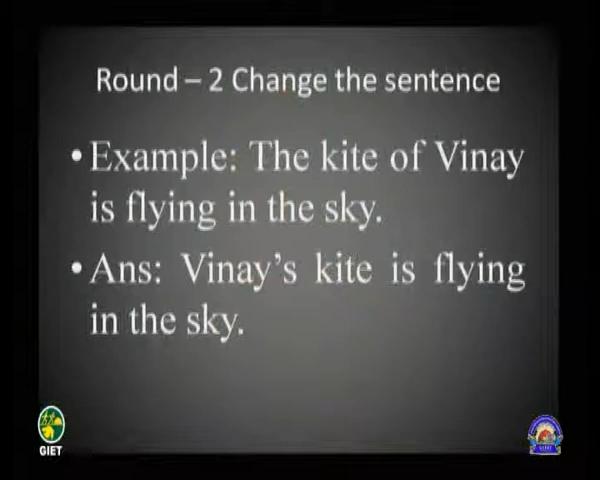 Round – 2 Change the sentence
• Example: The kite of Vinay
is flying in the sky.
• Ans: Vinay’s kite is flying
in the sky.
GIET